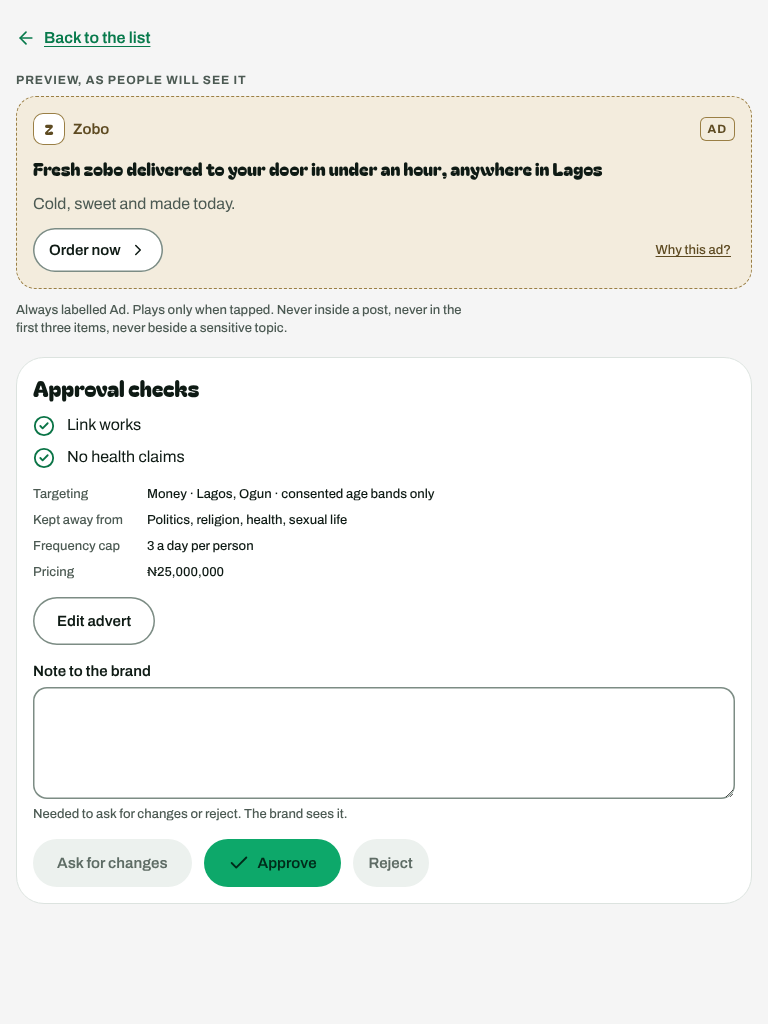 Back to the list
PREVIEW, AS PEOPLE WILL SEE IT
Z Zobo AD
Fresh zobo delivered to your door in under an hour, anywhere in Lagos
Cold, sweet and made today.
Order now Why this ad?
Always labelled Ad. Plays only when tapped. Never inside a post, never in the
first three items, never beside a sensitive topic.
Approval checks
Link works
No health claims
Targeting Money · Lagos, Ogun · consented age bands only
Kept away from Politics, religion, health, sexual life
Frequency cap 3 a day per person
Pricing ₦25,000,000
Edit advert
Note to the brand
Needed to ask for changes or reject. The brand sees it.
Ask for changes Approve Reject